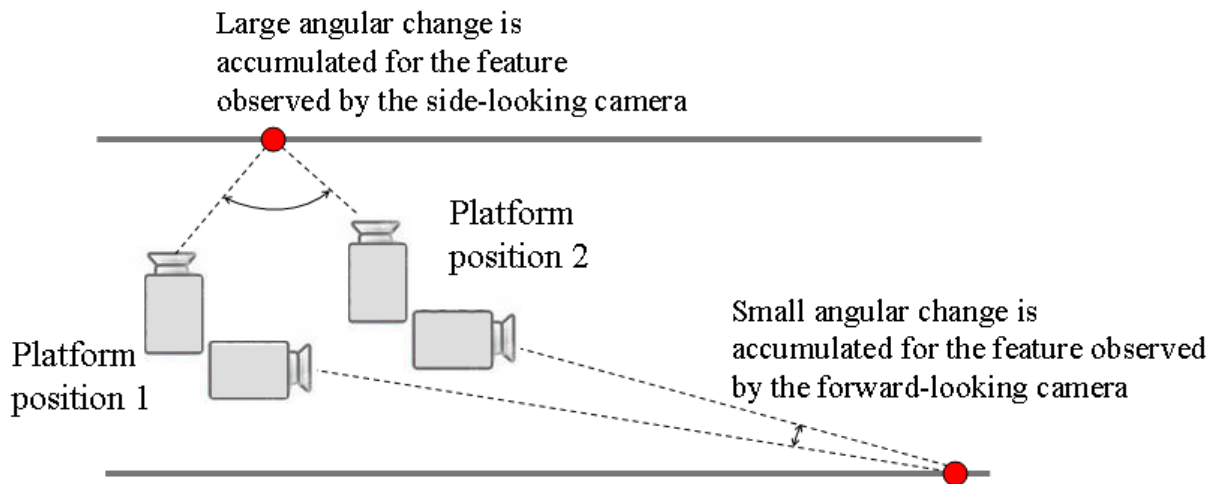 Large angular change is
accumulated for the feature
observed by the side-looking camera
Platform
position 2
Small angular change is
accumulated for the feature observed
by the forward-looking camera
Platform
position 1